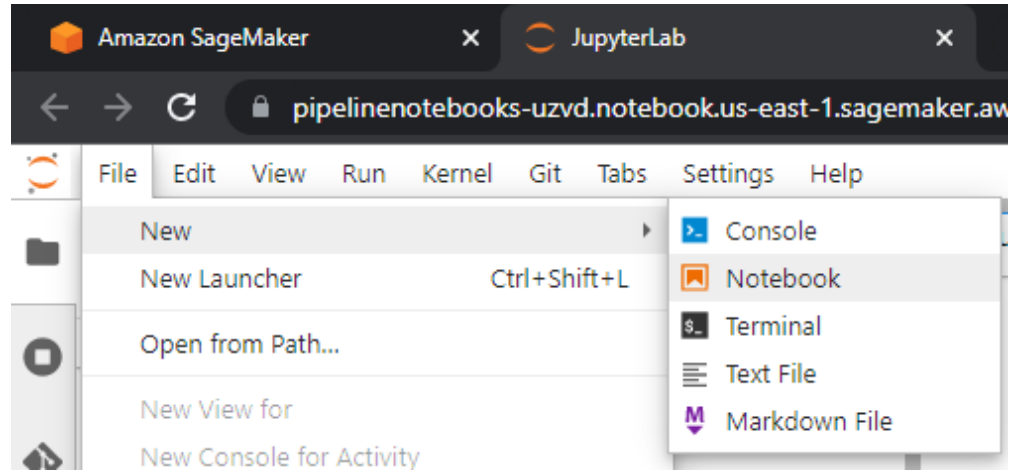 Amazon SageMaker
JupyterLab
pipelinenotebooks-uzvd.notebook.us-east-1.sagemaker.aw
File Edit View Run Kernel Git Tabs Settings Help
New
Console
New Launcher Ctrl+Shift+L
Notebook
Terminal
Open from Path...
Text File
New View for
Markdown File
New Console for Activity